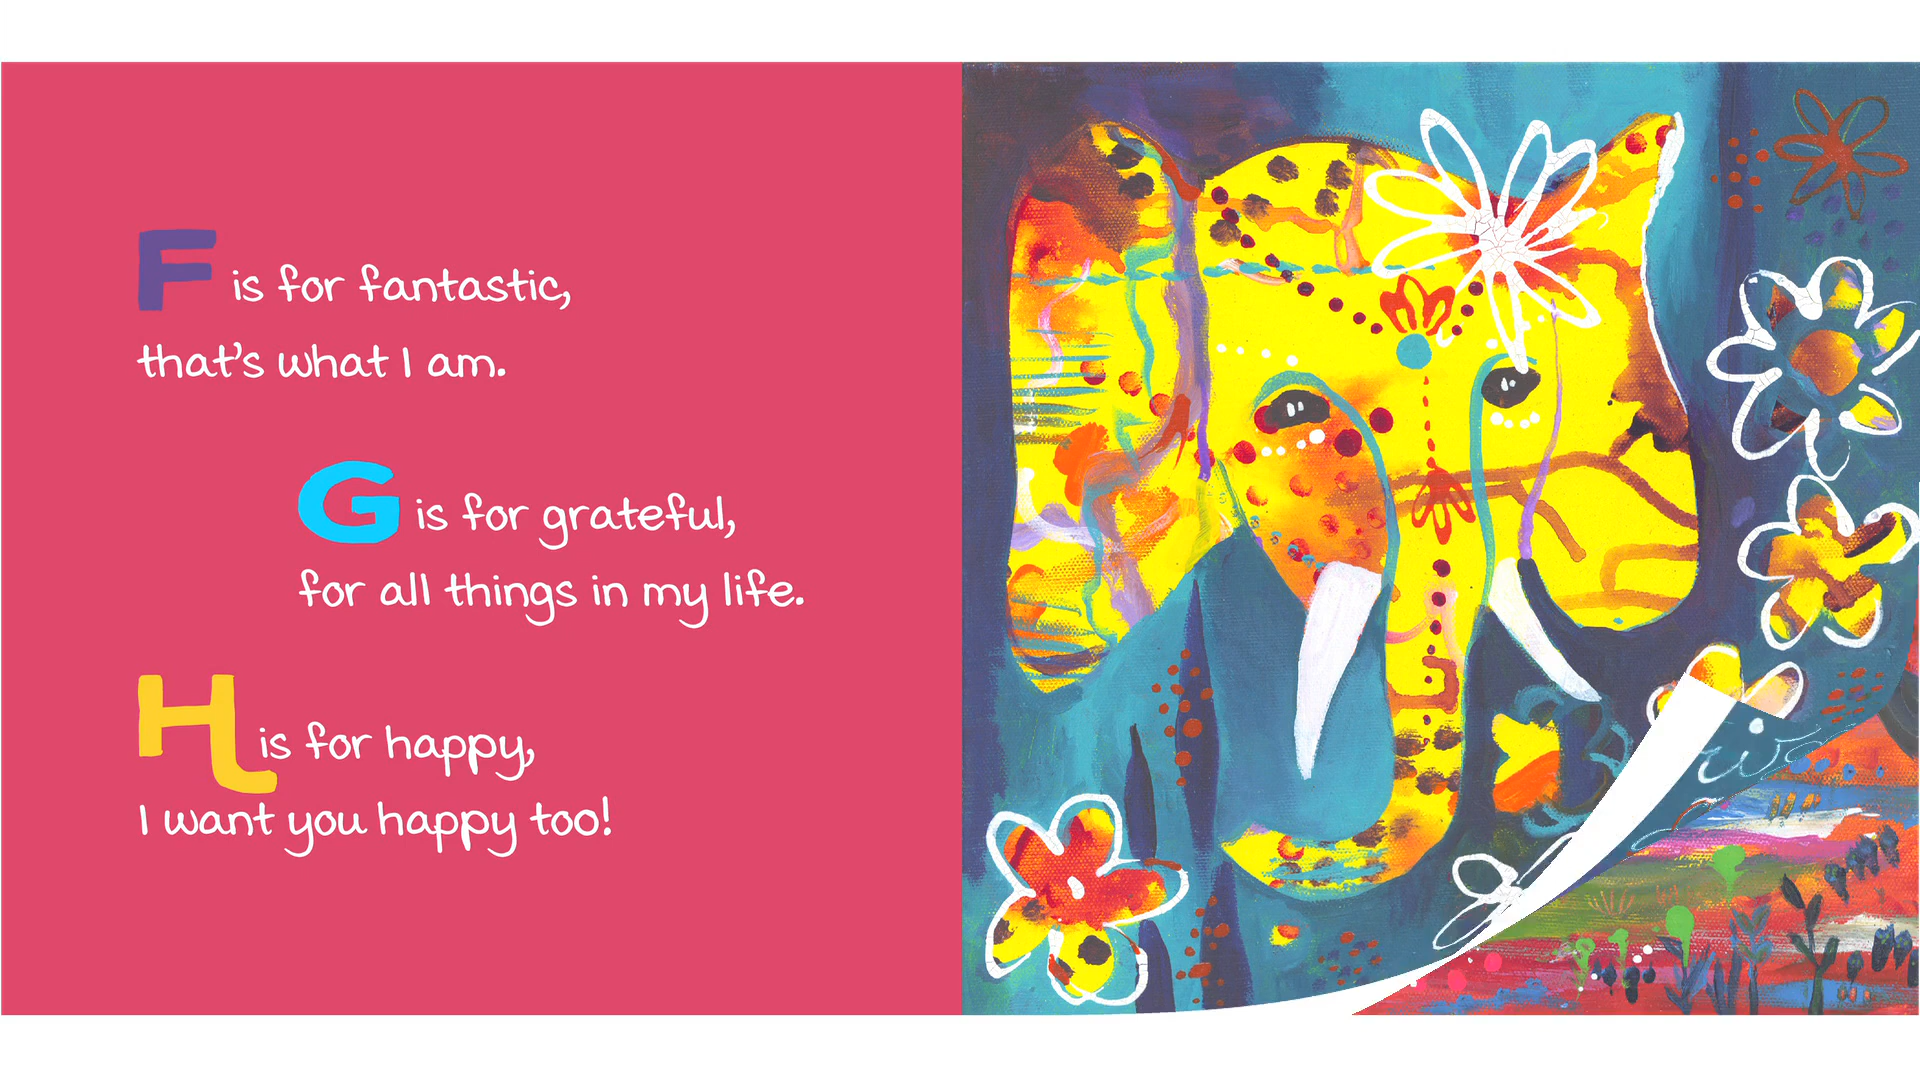 F is for fantastic,
that's what I am.
G is for grateful,
for all things in my life.
H is for happy,
I want you happy too!